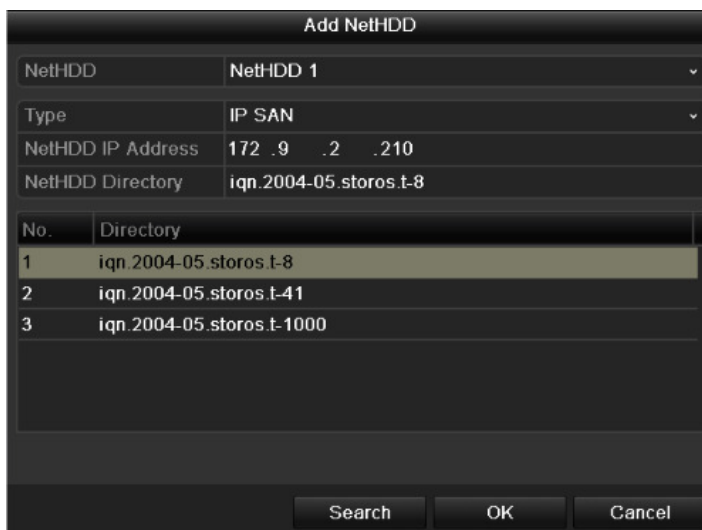 Add NetHDD
NetHDD NetHDD 1
Type IP SAN
NetHDD IP Address 172 .9 .2 .210
NetHDD Directory iqn.2004-05.storos.t-8
No. Directory
1 iqn.2004-05.storos.t-8
2 iqn.2004-05.storos.t-41
3 iqn.2004-05.storos.t-1000
Search OK Cancel